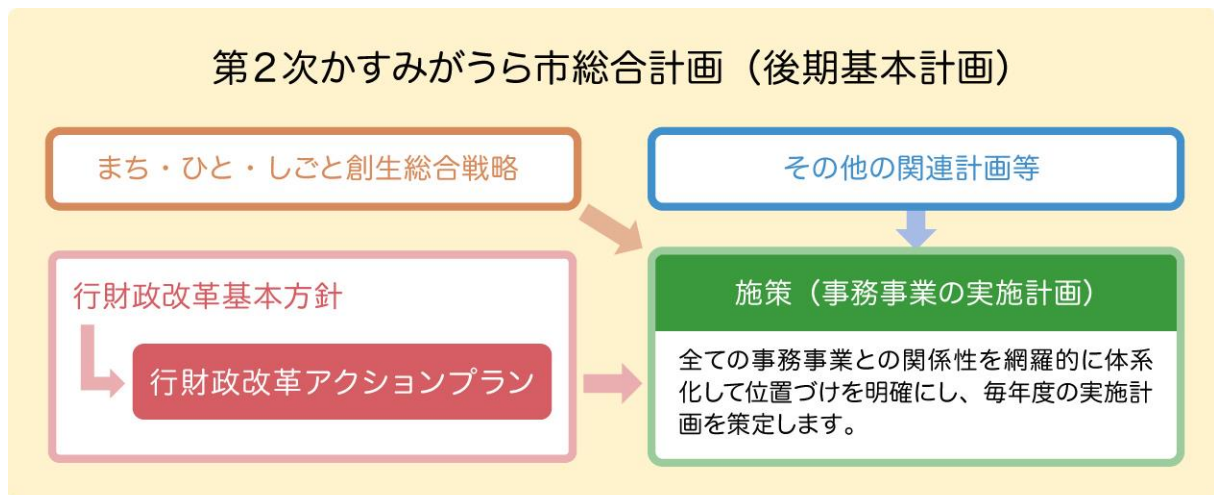 第2次かすみがうら市総合計画（後期基本計画）
まち・ひと・しごと創生総合戦略
その他の関連計画等
行財政改革基本方針
行財政改革アクションプラン
施策（事務事業の実施計画）
全ての事務事業との関係性を網羅的に体系
化して位置づけを明確にし、毎年度の実施計
画を策定します。